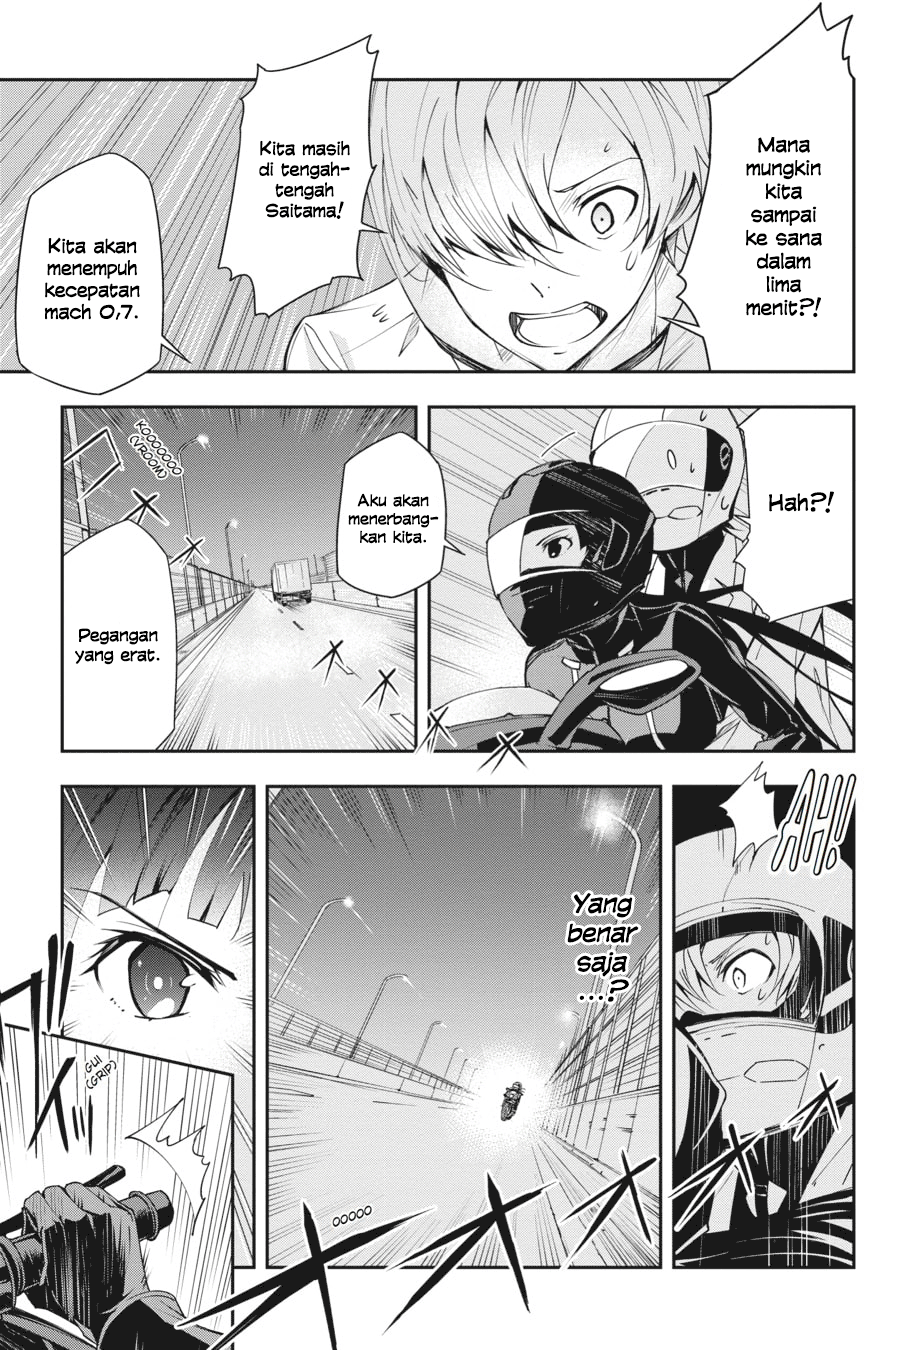 Mana
mungkin
kita
sampai
ke sana
dalam
lima
menit?!
Kita masih
di tengah-
tengah
Saitama!
Kita akan
menempuh
kecepatan
mach 0,7.
Hah?!
Aku akan
menerbang-
kan kita.
KOOOOOOO
(VROOM)
Pegangan
yang erat.
AH!!
Yang
benar
saja
...?
OOOOO
GUI
(GRIP)